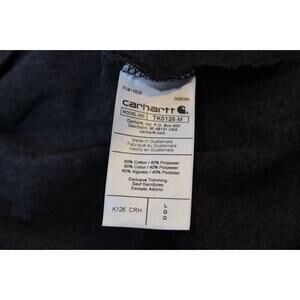 carhartt
MODEL NO TK0126-M
Carhartt, Inc. P.O. Box 600
Dearborn, MI 48121 USA
carhartt.com
Made in Guatemala
Fabriqué au Guatemala
Hecho en Guatemala
60% Cotton / 40% Polyester
60% Coton / 40% Polyester
60% Algodón / 40% Poliéster
Exclusive Trimming
Sauf Garnitures
Excepto Adorno
K126 CRH
L
G
G